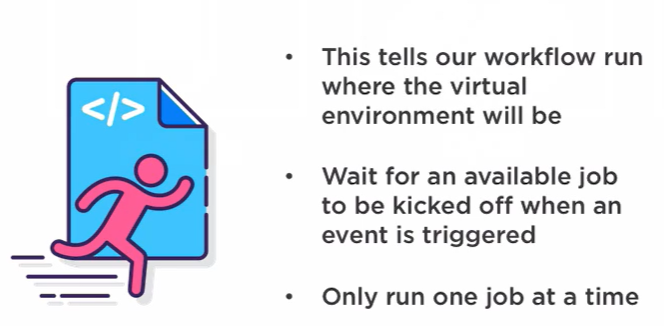 </>
• This tells our workflow run
where the virtual
environment will be
• Wait for an available job
to be kicked off when an
event is triggered
• Only run one job at a time